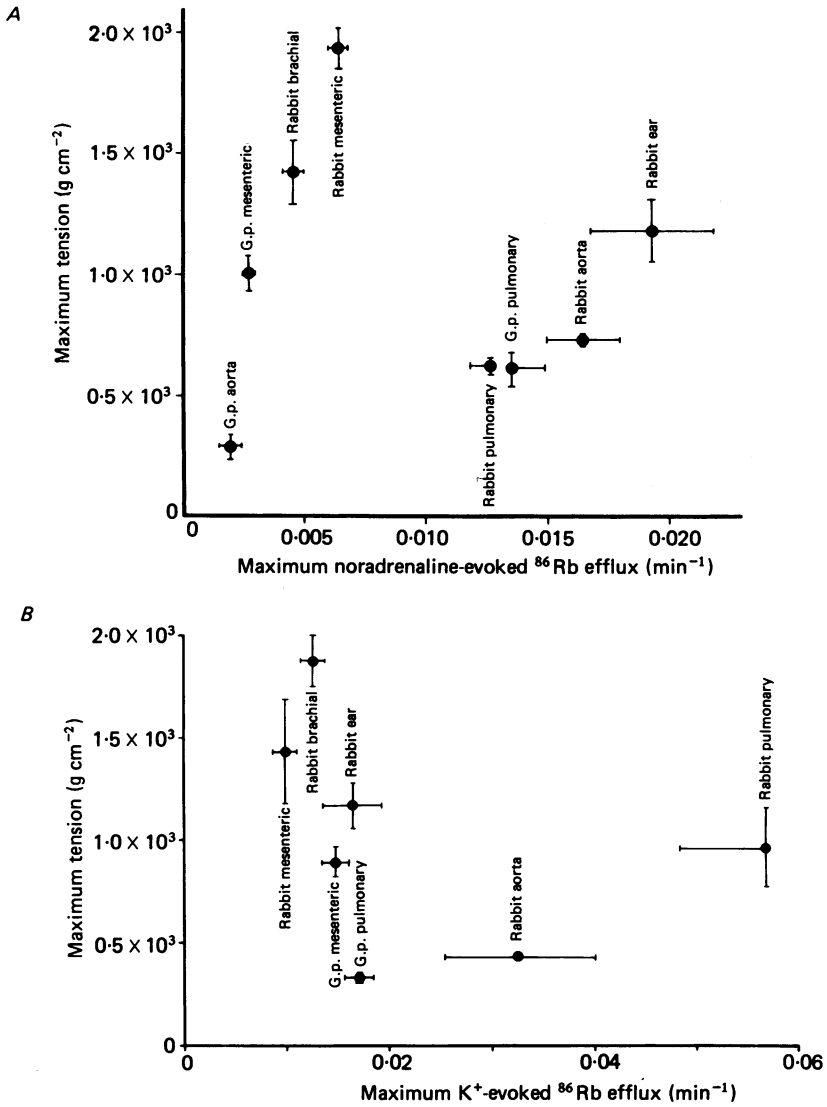 A
Maximum tension (g cm⁻²)
2·0 × 10³
1·5 × 10³
1·0 × 10³
0·5 × 10³
0
G.p. aorta
G.p. mesenteric
Rabbit brachial
Rabbit mesenteric
Rabbit pulmonary
G.p. pulmonary
Rabbit aorta
Rabbit ear
0
0·005
0·010
0·015
0·020
Maximum noradrenaline-evoked ⁸⁶Rb efflux (min⁻¹)
B
Maximum tension (g cm⁻²)
2·0 × 10³
1·5 × 10³
1·0 × 10³
0·5 × 10³
0
Rabbit mesenteric
Rabbit brachial
G.p. mesenteric
Rabbit ear
G.p. pulmonary
Rabbit aorta
Rabbit pulmonary
0
0·02
0·04
0·06
Maximum K⁺-evoked ⁸⁶Rb efflux (min⁻¹)